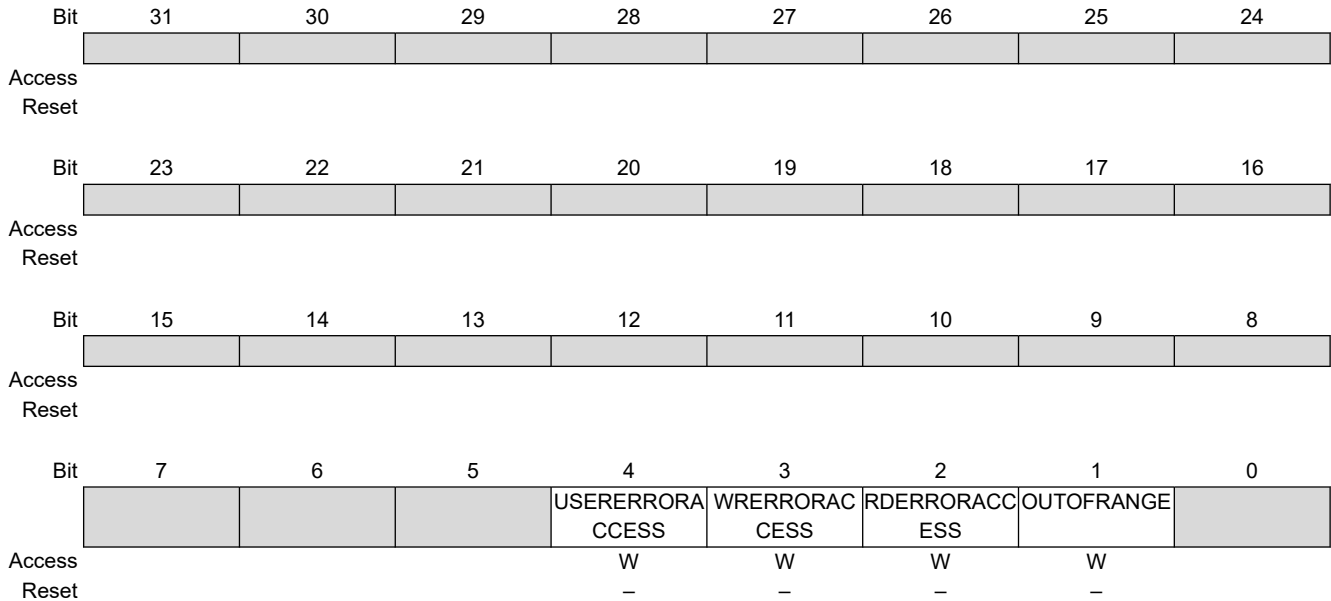 Bit 31 30 29 28 27 26 25 24
Access
Reset
Bit 23 22 21 20 19 18 17 16
Access
Reset
Bit 15 14 13 12 11 10 9 8
Access
Reset
Bit 7 6 5 4 3 2 1 0
USERERRORA WRERRORAC RDERRORACC OUTOFRANGE
CCESS CESS ESS
Access W W W W
Reset – – – –